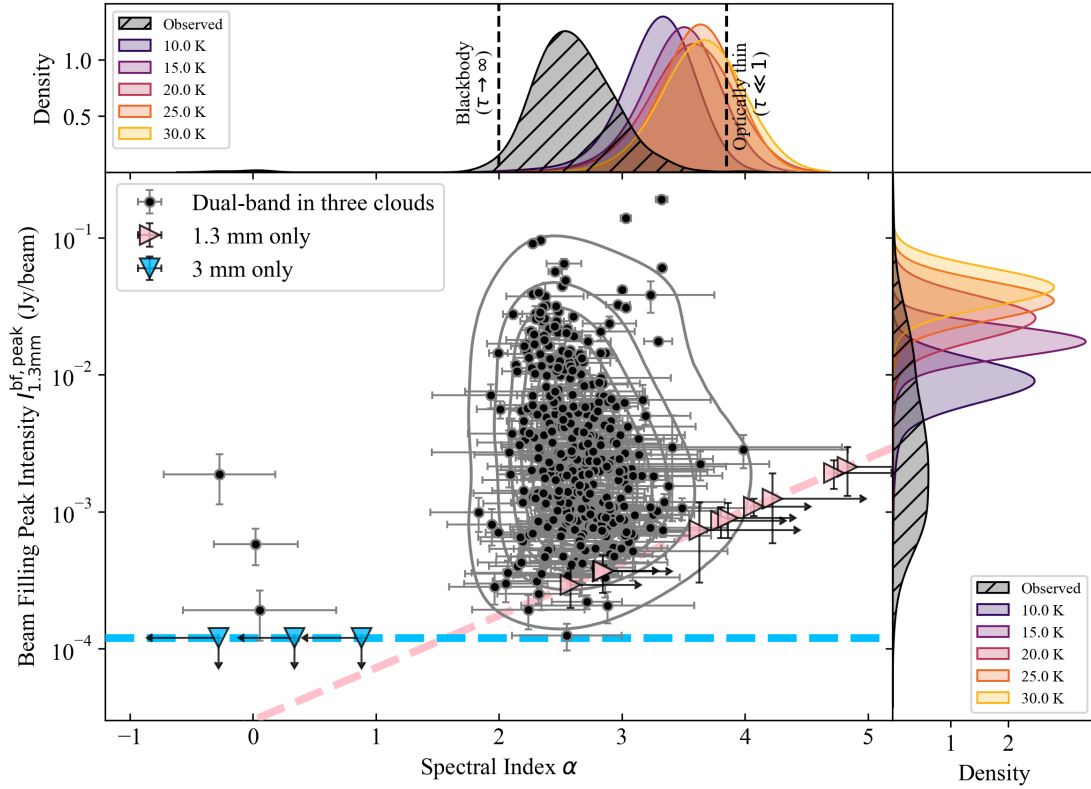 Observed
10.0 K
15.0 K
20.0 K
25.0 K
30.0 K
Density
1.0
0.5
Blackbody
(τ → ∞)
Optically thin
(τ ≪ 1)
Dual-band in three clouds
1.3 mm only
3 mm only
Beam Filling Peak Intensity I_{1.3mm}^{bf,peak} (Jy/beam)
10⁻¹
10⁻²
10⁻³
10⁻⁴
−1
0
1
2
3
4
5
Spectral Index α
Observed
10.0 K
15.0 K
20.0 K
25.0 K
30.0 K
1
2
Density